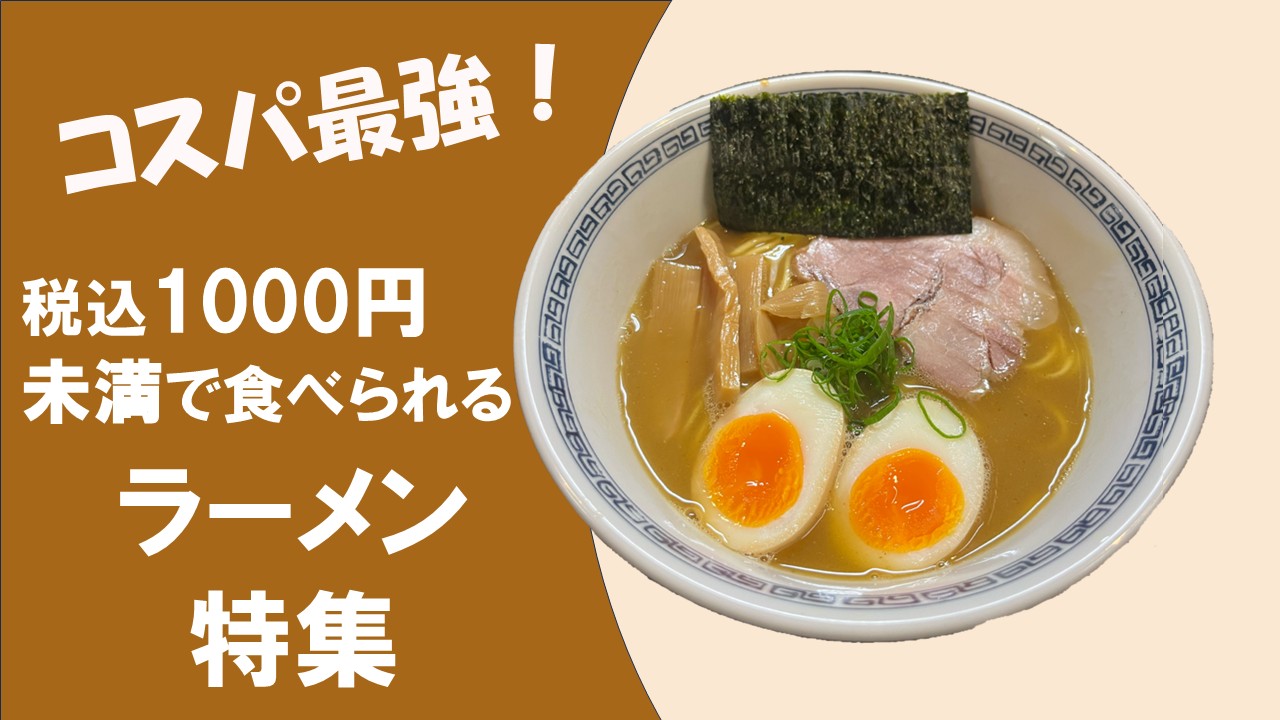 コスパ最強！
税込1000円
未満で食べられる
ラーメン
特集